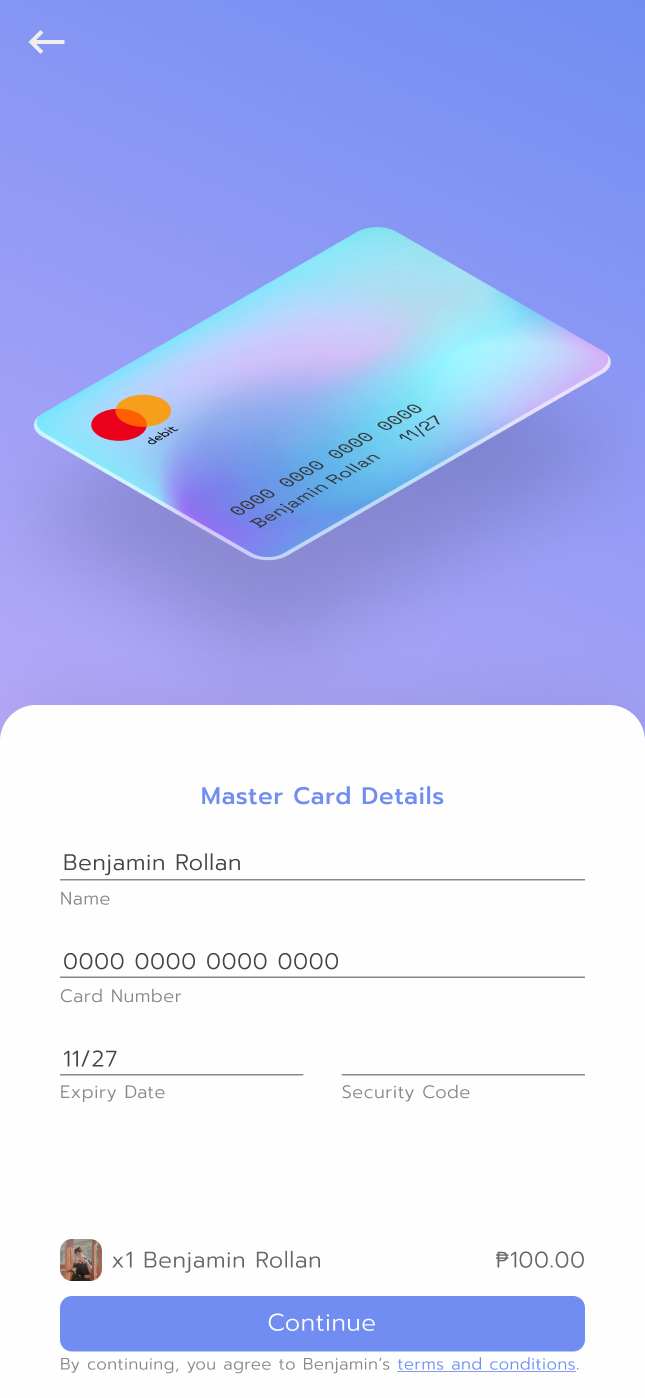 debit
0000 0000 0000 0000
Benjamin Rollan 11/27
Master Card Details
Benjamin Rollan
Name
0000 0000 0000 0000
Card Number
11/27
Expiry Date Security Code
x1 Benjamin Rollan ₱100.00
Continue
By continuing, you agree to Benjamin's terms and conditions.